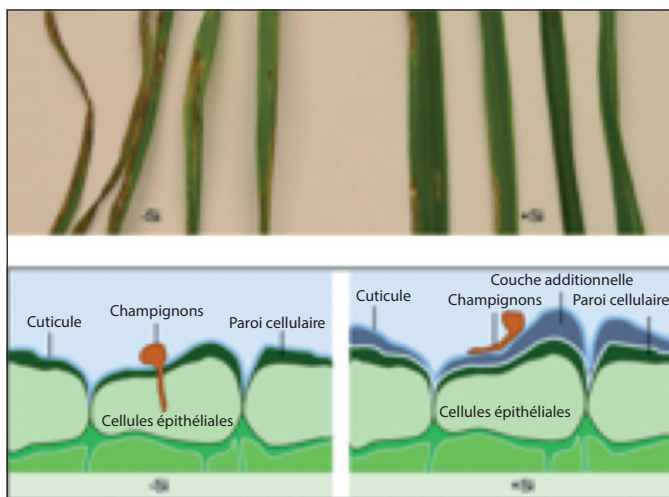 -Si
+Si
Couche additionnelle
Champignons
Cuticule
Champignons
Paroi cellulaire
Cuticule
Paroi cellulaire
Cellules épithéliales
Cellules épithéliales
-Si
+Si